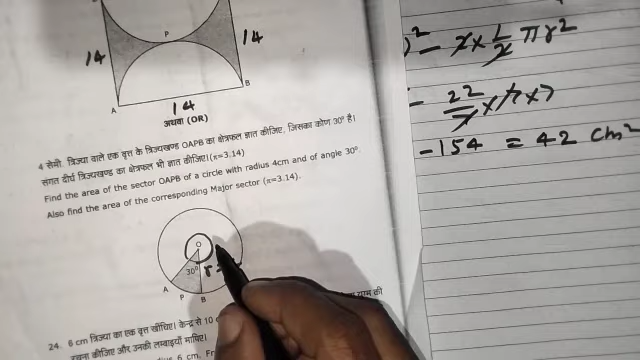 14
P
14
A
B
14
अथवा (OR)
4 सेमी. त्रिज्या वाले एक वृत्त के त्रिज्यखण्ड OAPB का क्षेत्रफल ज्ञात कीजिए, जिसका कोण 30° है।
संगत दीर्घ त्रिज्यखण्ड का क्षेत्रफल भी ज्ञात कीजिए।(π=3.14)
Find the area of the sector OAPB of a circle with radius 4cm and of angle 30°.
Also find the area of the corresponding Major sector (π=3.14).
O
30°
r=
A
P
B
24. 6 cm त्रिज्या का एक वृत्त खींचिए। केन्द्र से 10
रचना कीजिए और उनकी लम्बाइयाँ मापिए।
6 cm.
)² - 2 × 1/2 πr²
- 22/7 × 7 × 7
- 154 = 42 cm²